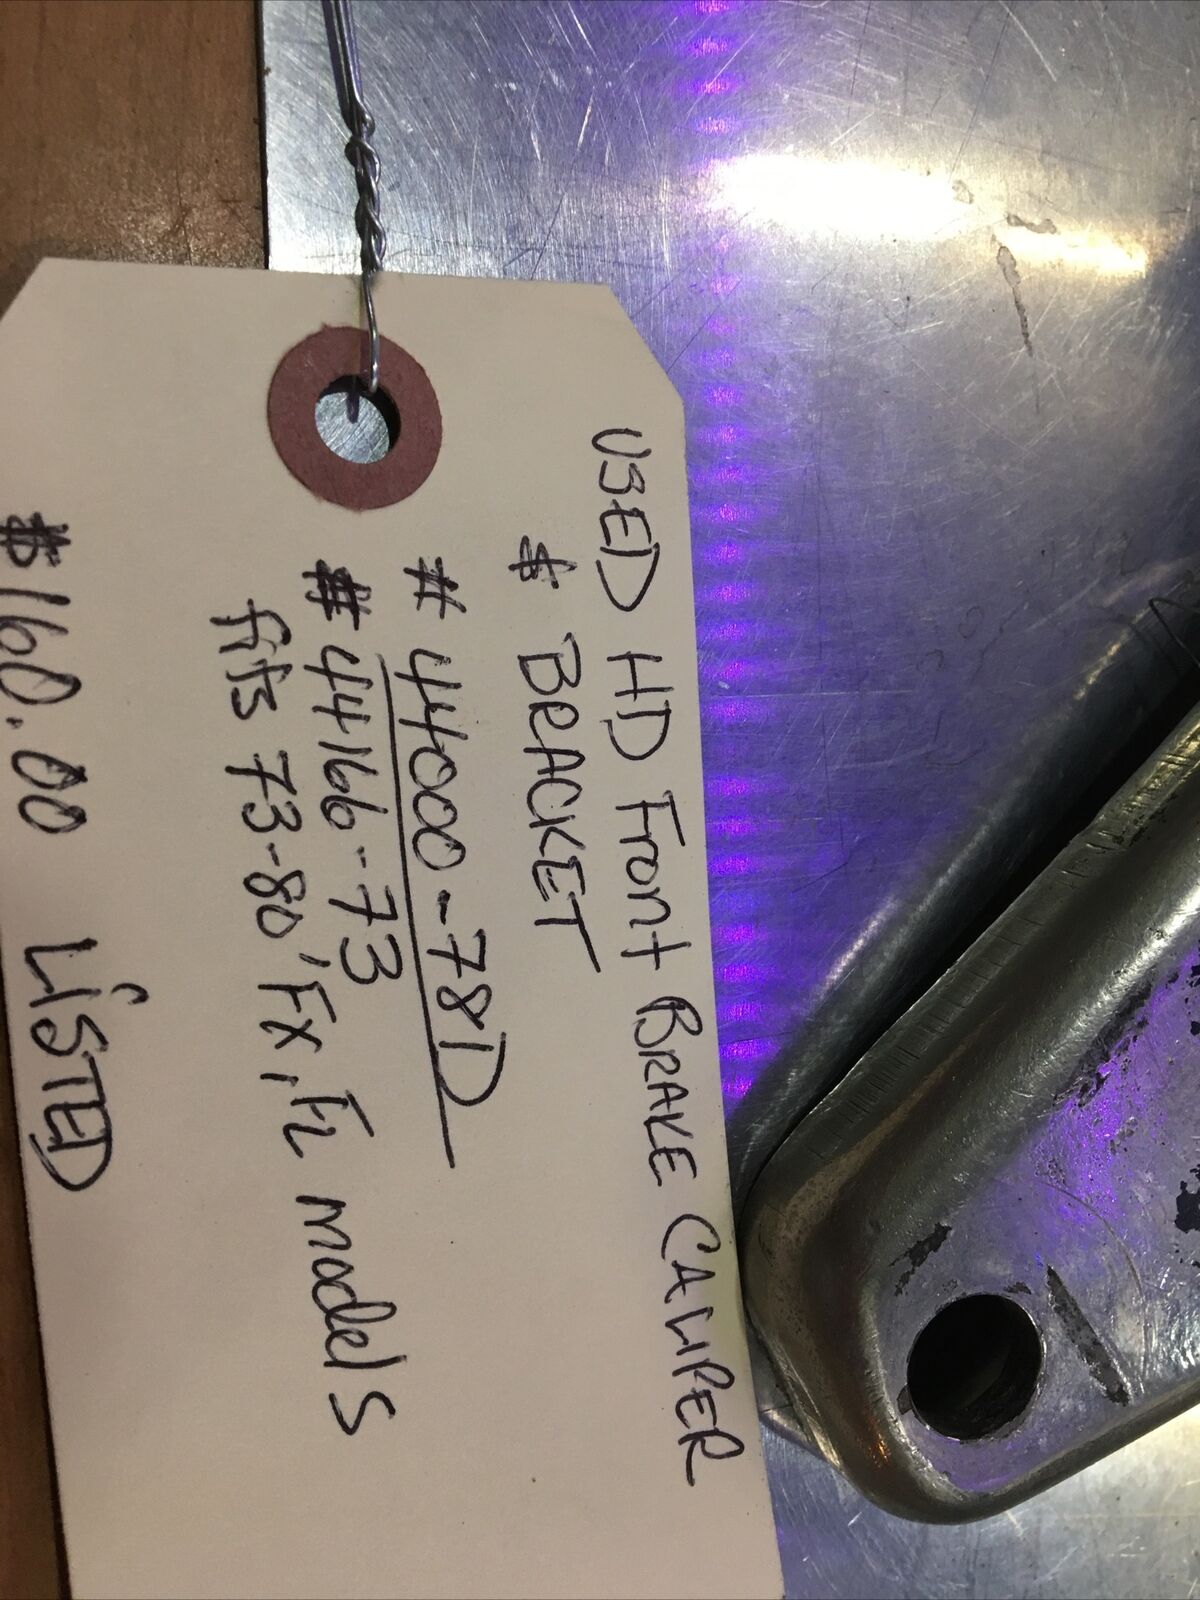 USED HD Front BRAKE CALIPER
& BRACKET
# 44000-78D
# 44166-73
fits 73-80' FX, FL models
$160.00 LISTED